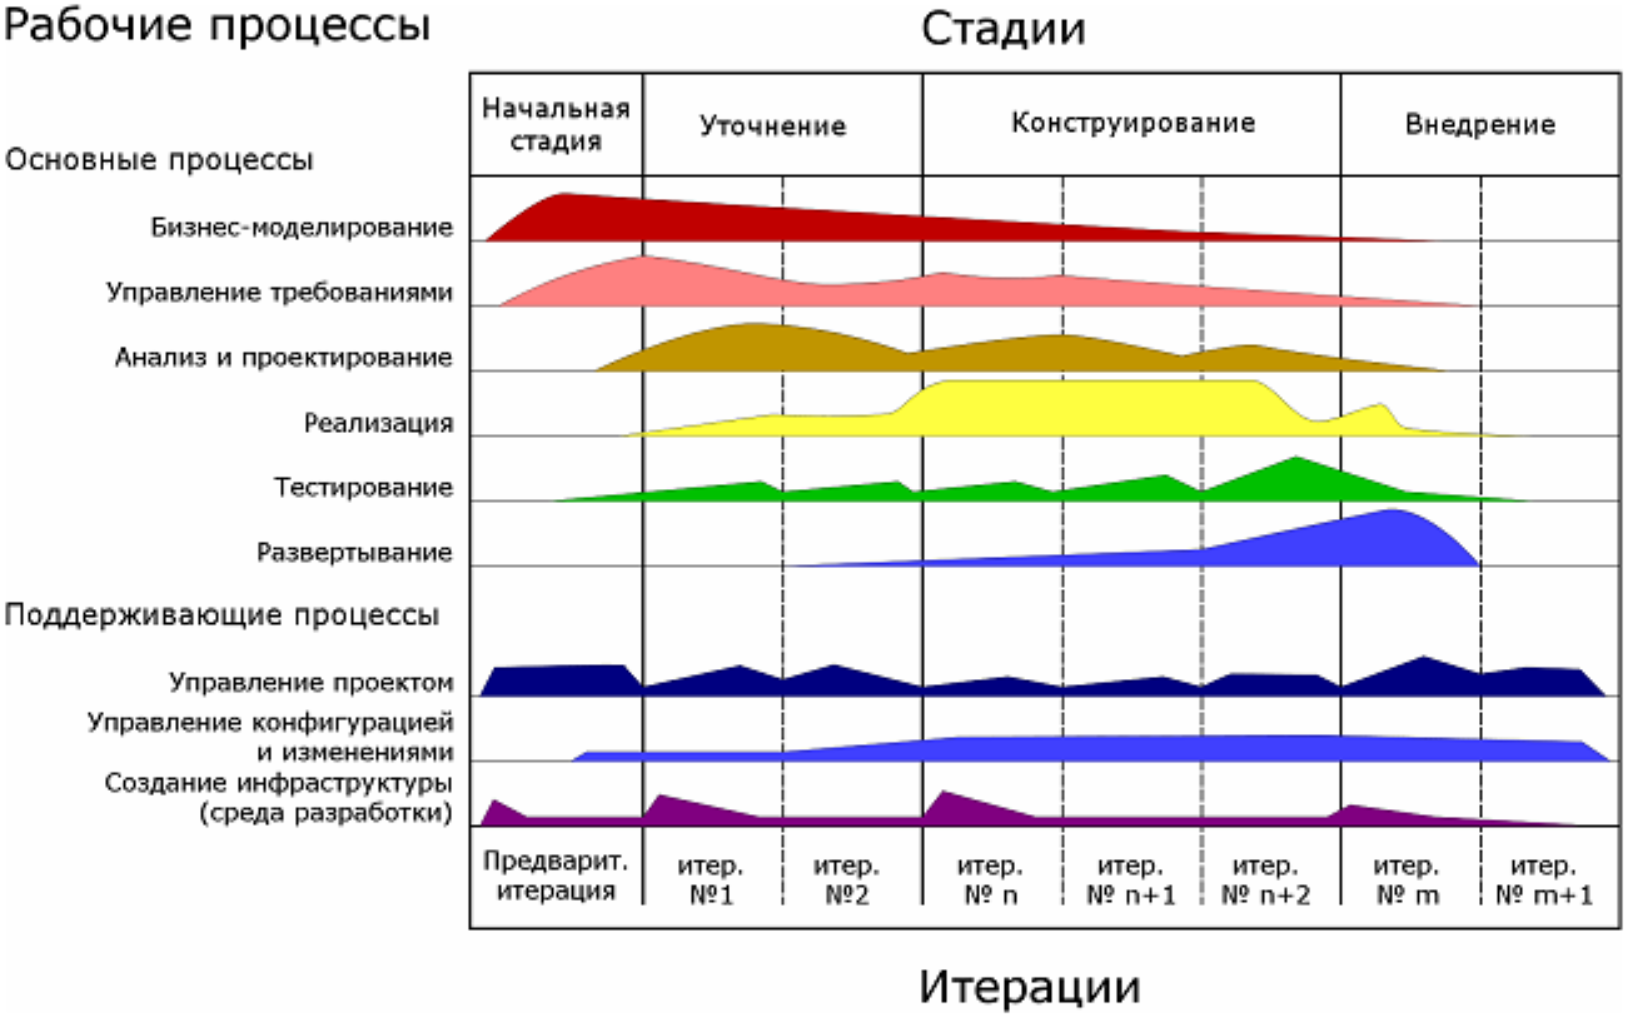 Рабочие процессы
Стадии
Начальная
стадия
Уточнение
Конструирование
Внедрение
Основные процессы
Бизнес-моделирование
Управление требованиями
Анализ и проектирование
Реализация
Тестирование
Развертывание
Поддерживающие процессы
Управление проектом
Управление конфигурацией
и изменениями
Создание инфраструктуры
(среда разработки)
Предварит.
итерация
итер.
№1
итер.
№2
итер.
№ n
итер.
№ n+1
итер.
№ n+2
итер.
№ m
итер.
№ m+1
Итерации